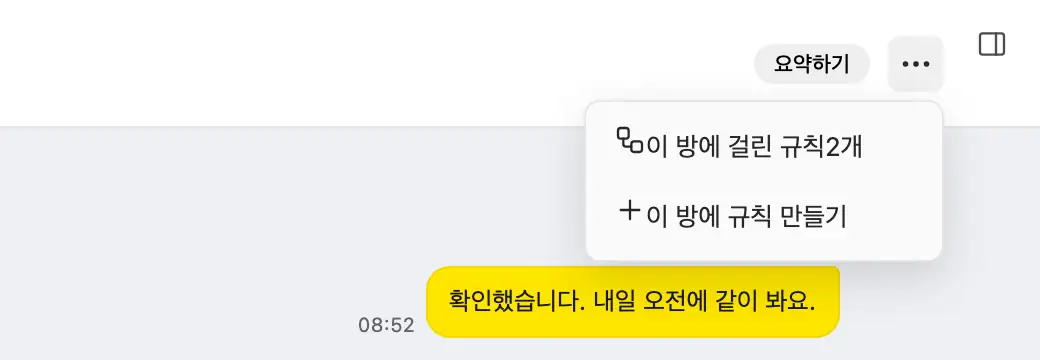 요약하기
이 방에 걸린 규칙2개
이 방에 규칙 만들기
확인했습니다. 내일 오전에 같이 봐요.
08:52